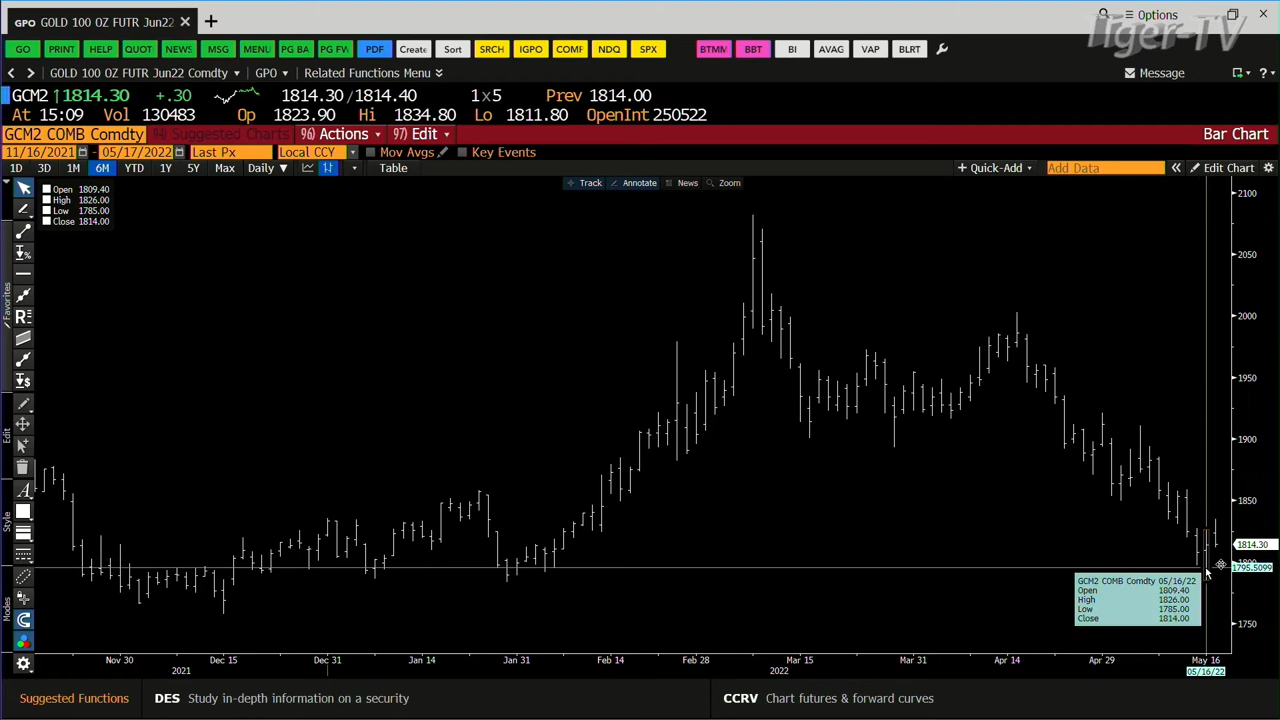 GPO GOLD 100 OZ FUTR Jun22 × +
Options
Tiger-TV
GO PRINT HELP QUOT NEWS MSG MENU PG BA PG FW PDF Create Sort SRCH IGPO COMF NDQ SPX BTMM BBT BI AVAG VAP BLRT
GOLD 100 OZ FUTR Jun22 Comdty GPO Related Functions Menu Message ?
GCM2 ↑1814.30 +.30 1814.30/1814.40 1x5 Prev 1814.00
At 15:09 Vol 130483 Op 1823.90 Hi 1834.80 Lo 1811.80 OpenInt 250522
GCM2 COMB Comdty 94) Suggested Charts 96) Actions 97) Edit Bar Chart
11/16/2021 - 05/17/2022 Last Px Local CCY Mov Avgs Key Events
1D 3D 1M 6M YTD 1Y 5Y Max Daily Table + Quick-Add Add Data Edit Chart
Track Annotate News Zoom
Open 1809.40
High 1826.00
Low 1785.00
Close 1814.00
Favorites
Edit
Style
Modes
2100
2050
2000
1950
1900
1850
1814.30
1795.5099
1750
GCM2 COMB Comdty 05/16/22
Open 1809.40
High 1826.00
Low 1785.00
Close 1814.00
Nov 30 Dec 15 Dec 31 Jan 14 Jan 31 Feb 14 Feb 28 Mar 15 Mar 31 Apr 14 Apr 29 May 16
2021 2022 05/16/22
Suggested Functions DES Study in-depth information on a security CCRV Chart futures & forward curves